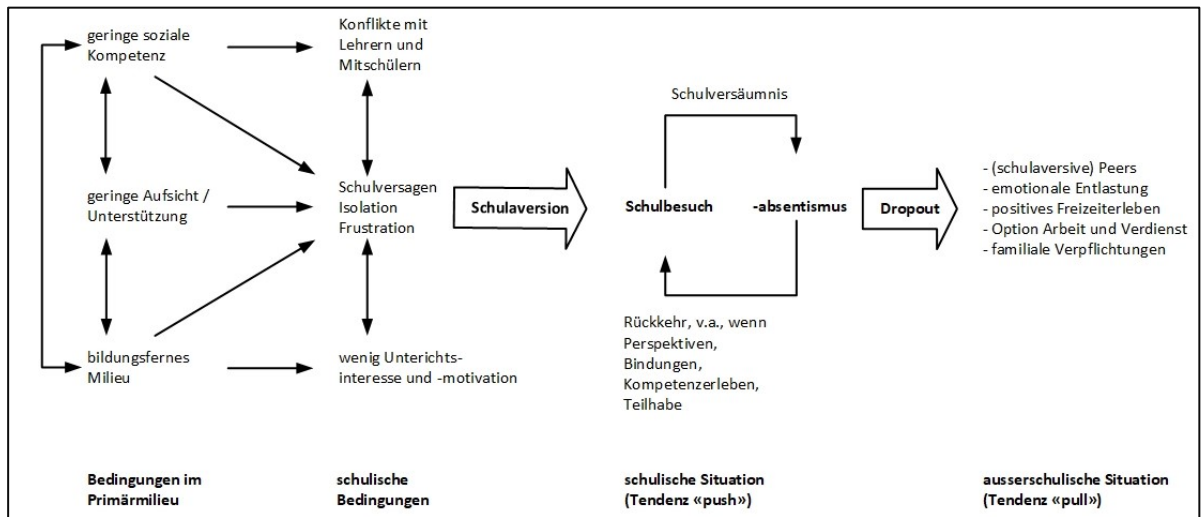 geringe soziale
Kompetenz
Konflikte mit
Lehrern und
Mitschülern
geringe Aufsicht /
Unterstützung
Schulversagen
Isolation
Frustration
bildungsfernes
Milieu
wenig Unterichts-
interesse und -motivation
Schulaversion
Schulversäumnis
Schulbesuch
-absentismus
Rückkehr, v.a., wenn
Perspektiven,
Bindungen,
Kompetenzerleben,
Teilhabe
Dropout
- (schulaversive) Peers
- emotionale Entlastung
- positives Freizeiterleben
- Option Arbeit und Verdienst
- familiale Verpflichtungen
Bedingungen im
Primärmilieu
schulische
Bedingungen
schulische Situation
(Tendenz «push»)
ausserschulische Situation
(Tendenz «pull»)